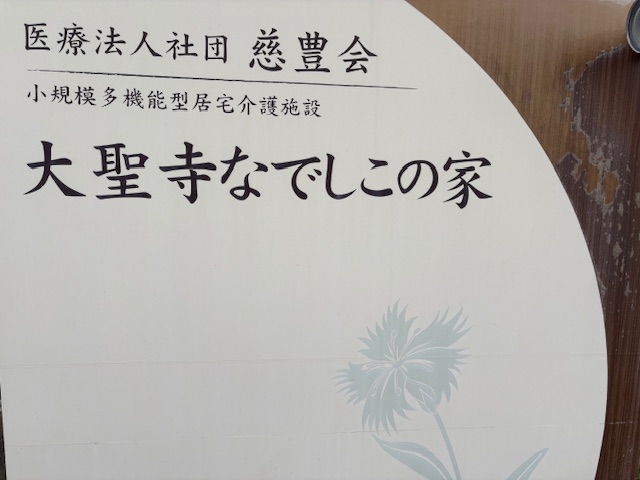 医療法人社団 慈豊会
小規模多機能型居宅介護施設
大聖寺なでしこの家